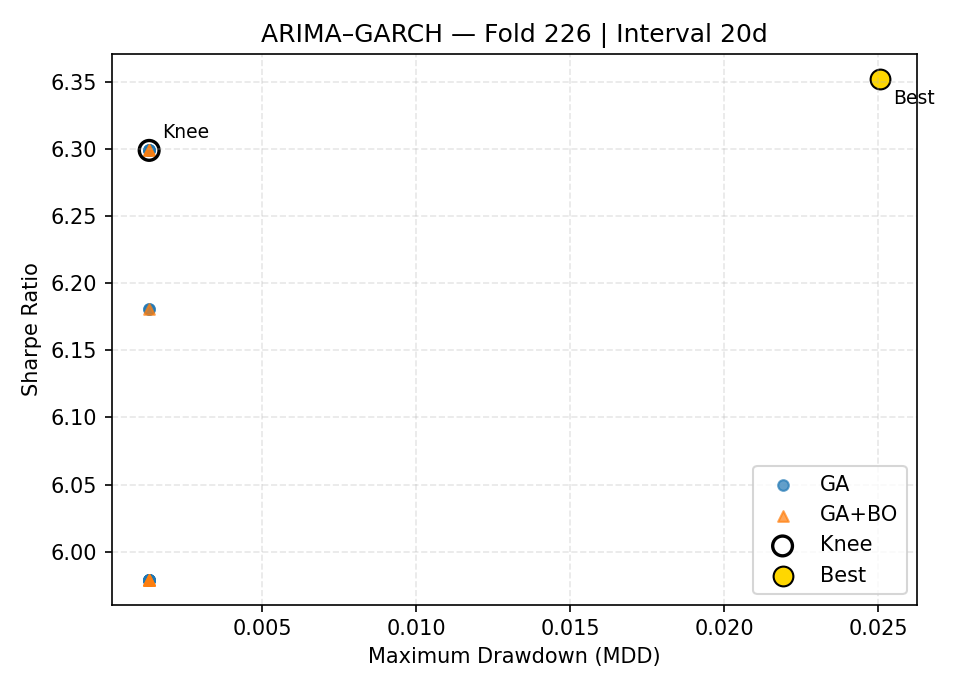 ARIMA–GARCH — Fold 226 | Interval 20d
6.35
6.30
6.25
6.20
6.15
6.10
6.05
6.00
Sharpe Ratio
Knee
Best
GA
GA+BO
Knee
Best
0.005
0.010
0.015
0.020
0.025
Maximum Drawdown (MDD)